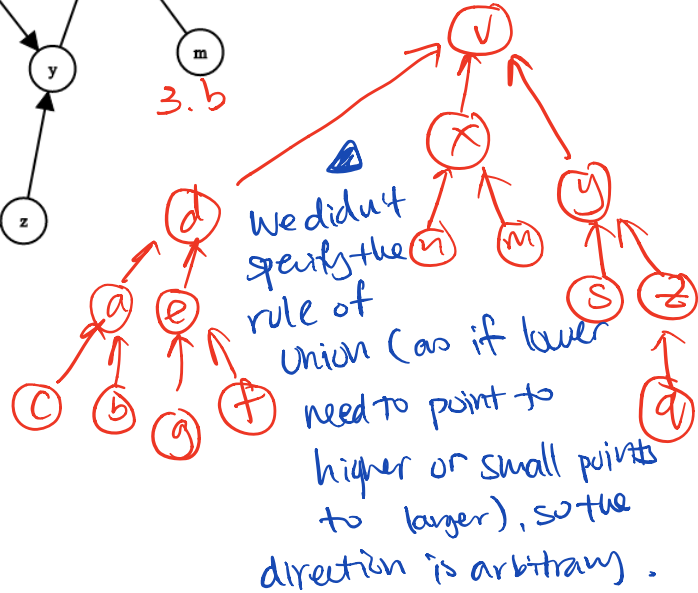 y
m
z
3.b
v
x
d
y
n
m
a
e
s
z
c
b
g
f
q
We didn't
specify the
rule of
Union (as if lower
need to point to
higher or small points
to larger), so the
direction is arbitrary.